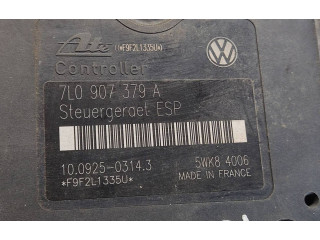 Ate (*F9F2L1335U*)
Controller
7L0 907 379 A
Steuergeraet ESP
10.0925-0314.3
5WK8 4006
*F9F2L1335U*
MADE IN FRANCE